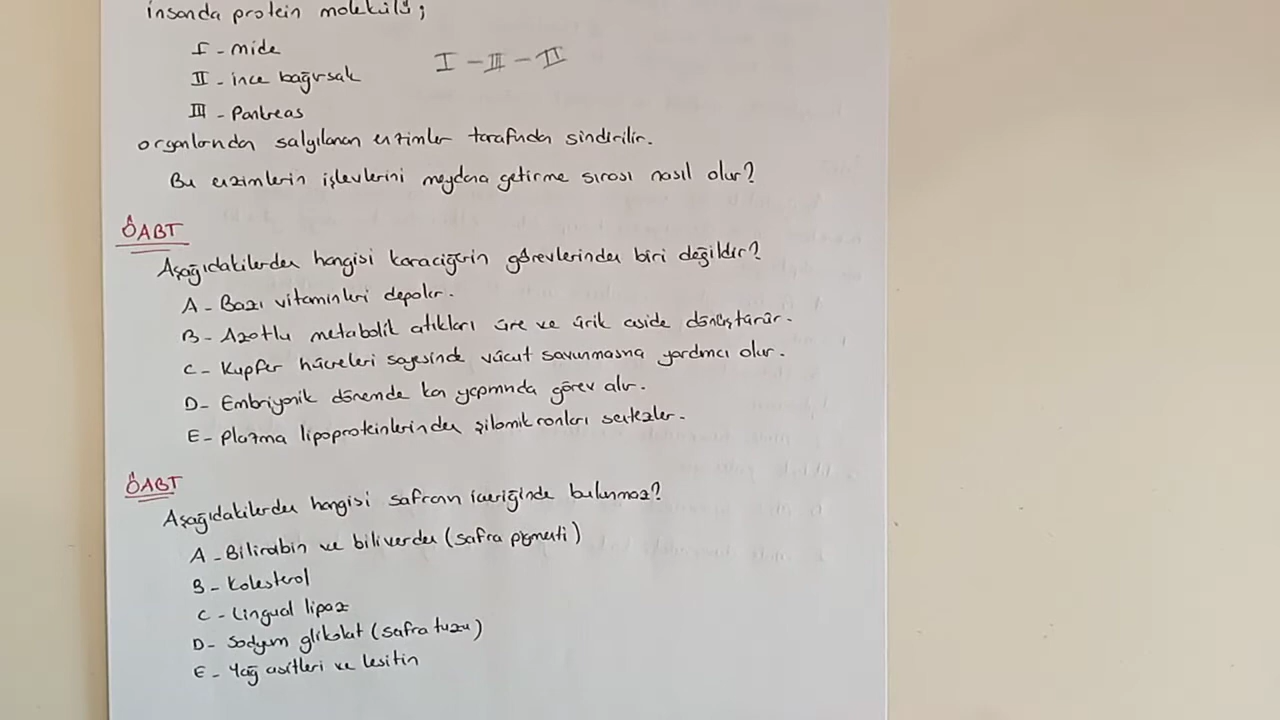 insanda protein molekülü;
I - mide
I - III - II
II - ince bağırsak
III - Pankreas
organlarından salgılanan enzimler tarafında sindirilir.
Bu enzimlerin işlevlerini meydana getirme sırası nasıl olur?
ÖABT
Aşağıdakilerden hangisi karaciğerin görevlerinden biri değildir?
A - Bazı vitaminleri depolar.
B - Azotlu metabolik atıkları üre ve ürik aside dönüştürür.
C - Kupfer hücreleri sayesinde vücut savunmasına yardımcı olur.
D - Embriyonik dönemde kan yapımında görev alır.
E - Plazma lipoproteinlerinden şilomikronları sentezler.
ÖABT
Aşağıdakilerden hangisi safranın içeriğinde bulunmaz?
A - Bilirubin ve biliverden (safra pigmenti)
B - Kolesterol
C - Lingual lipaz
D - Sodyum glikolat (safra tuzu)
E - Yağ asitleri ve lesitin